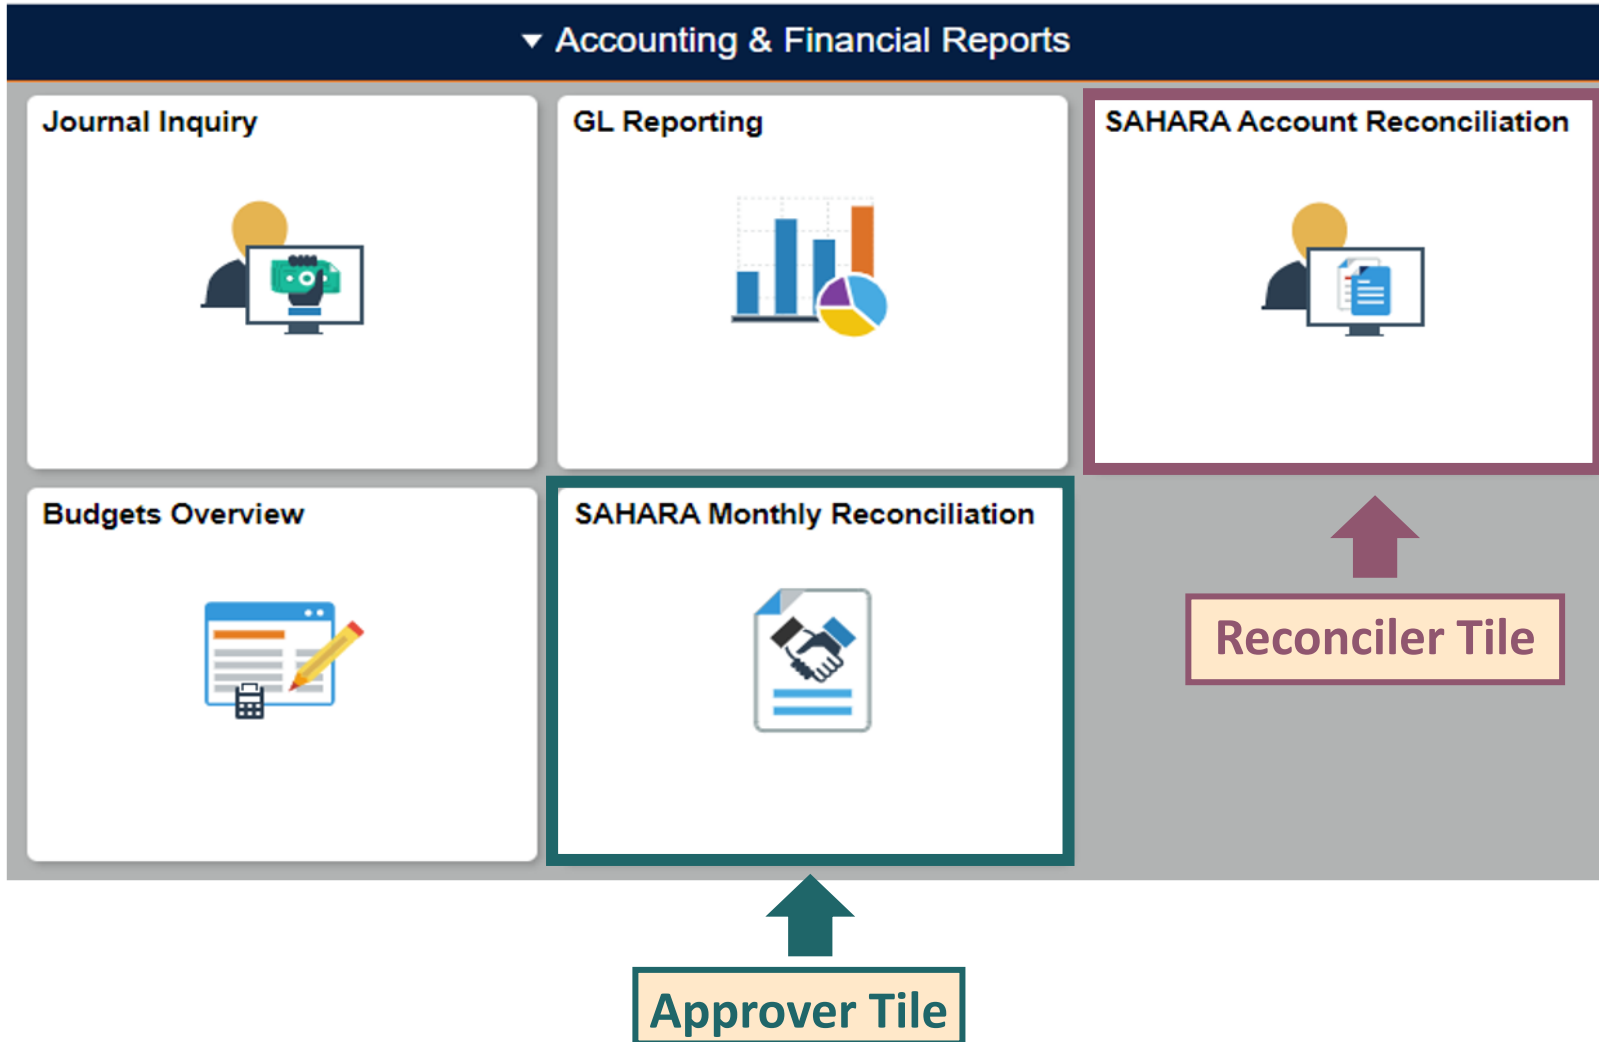 Accounting & Financial Reports
Journal Inquiry
GL Reporting
SAHARA Account Reconciliation
Budgets Overview
SAHARA Monthly Reconciliation
Reconciler Tile
Approver Tile